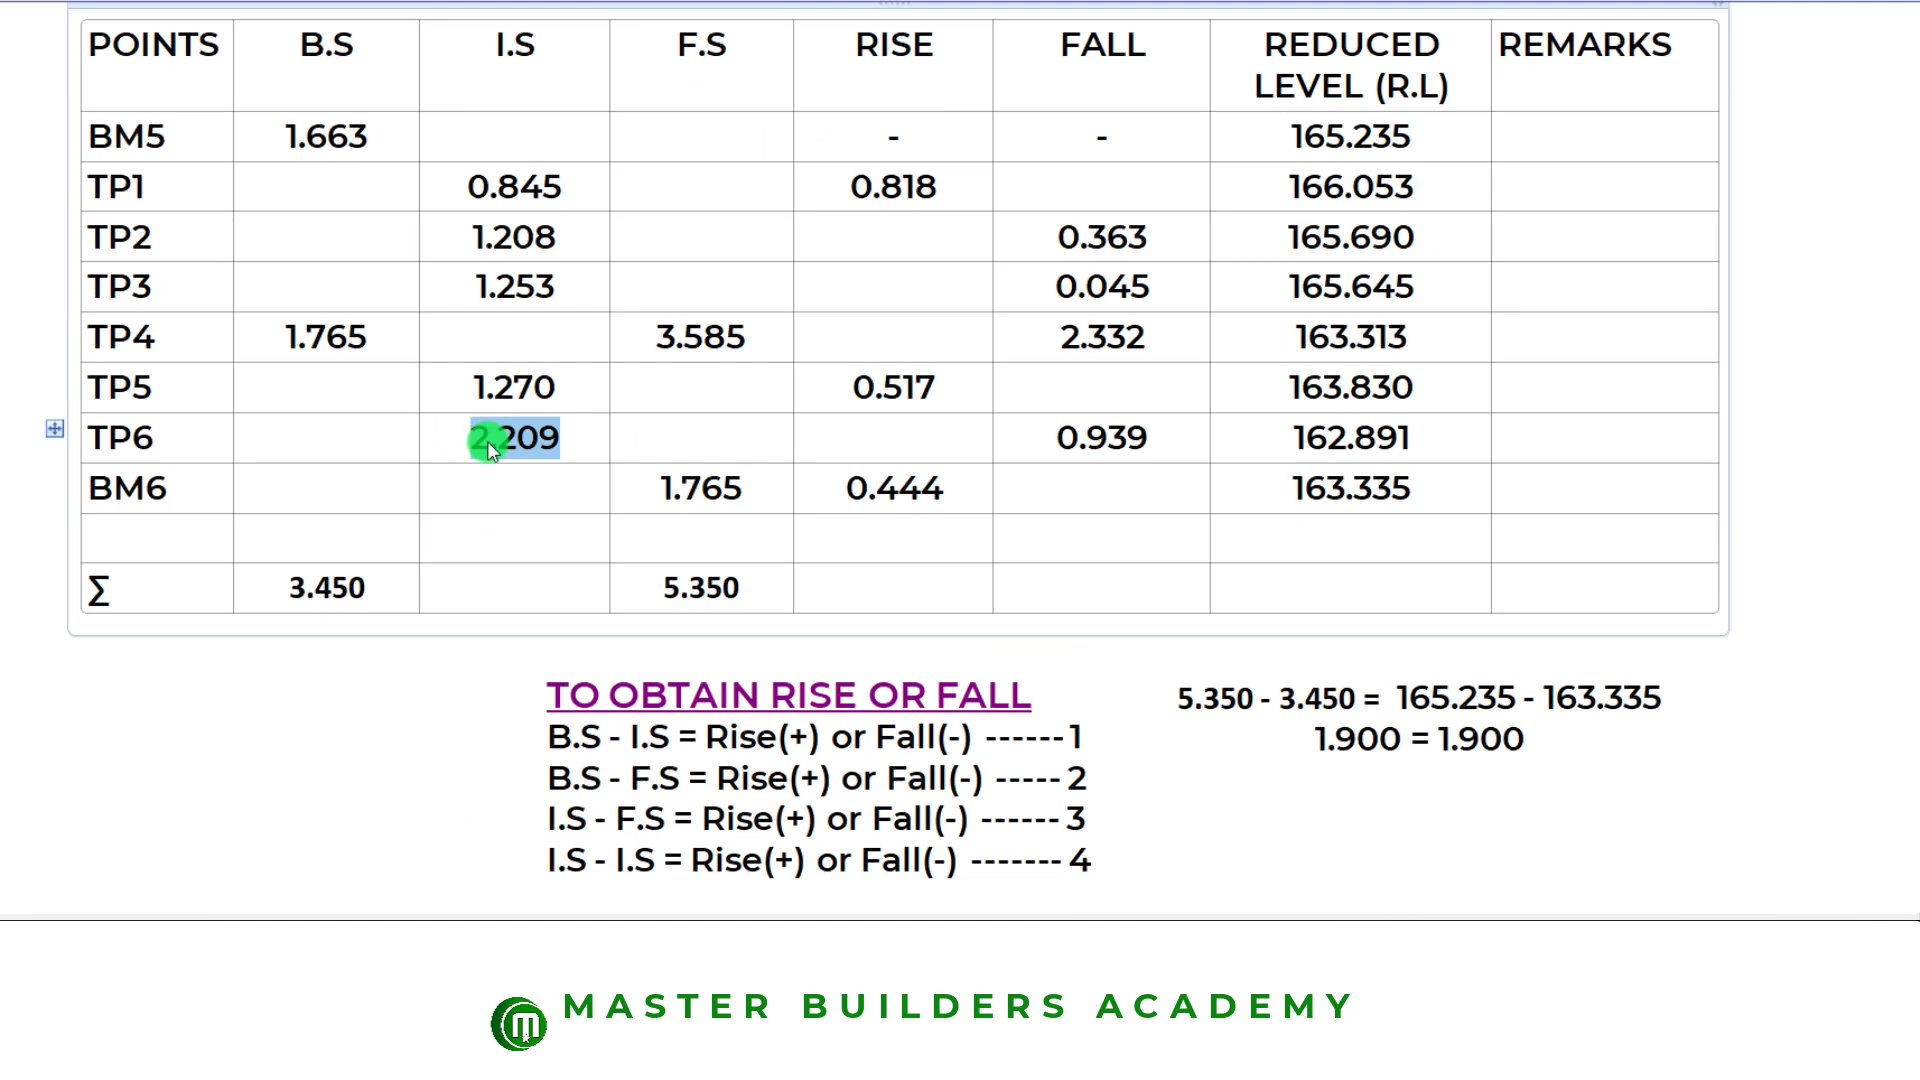 POINTS B.S I.S F.S RISE FALL REDUCED LEVEL (R.L) REMARKS
BM5 1.663 - - 165.235
TP1 0.845 0.818 166.053
TP2 1.208 0.363 165.690
TP3 1.253 0.045 165.645
TP4 1.765 3.585 2.332 163.313
TP5 1.270 0.517 163.830
TP6 2.209 0.939 162.891
BM6 1.765 0.444 163.335
∑ 3.450 5.350
TO OBTAIN RISE OR FALL
B.S - I.S = Rise(+) or Fall(-) ------1
B.S - F.S = Rise(+) or Fall(-) ----- 2
I.S - F.S = Rise(+) or Fall(-) ------ 3
I.S - I.S = Rise(+) or Fall(-) ------- 4
5.350 - 3.450 = 165.235 - 163.335
1.900 = 1.900
MASTER BUILDERS ACADEMY